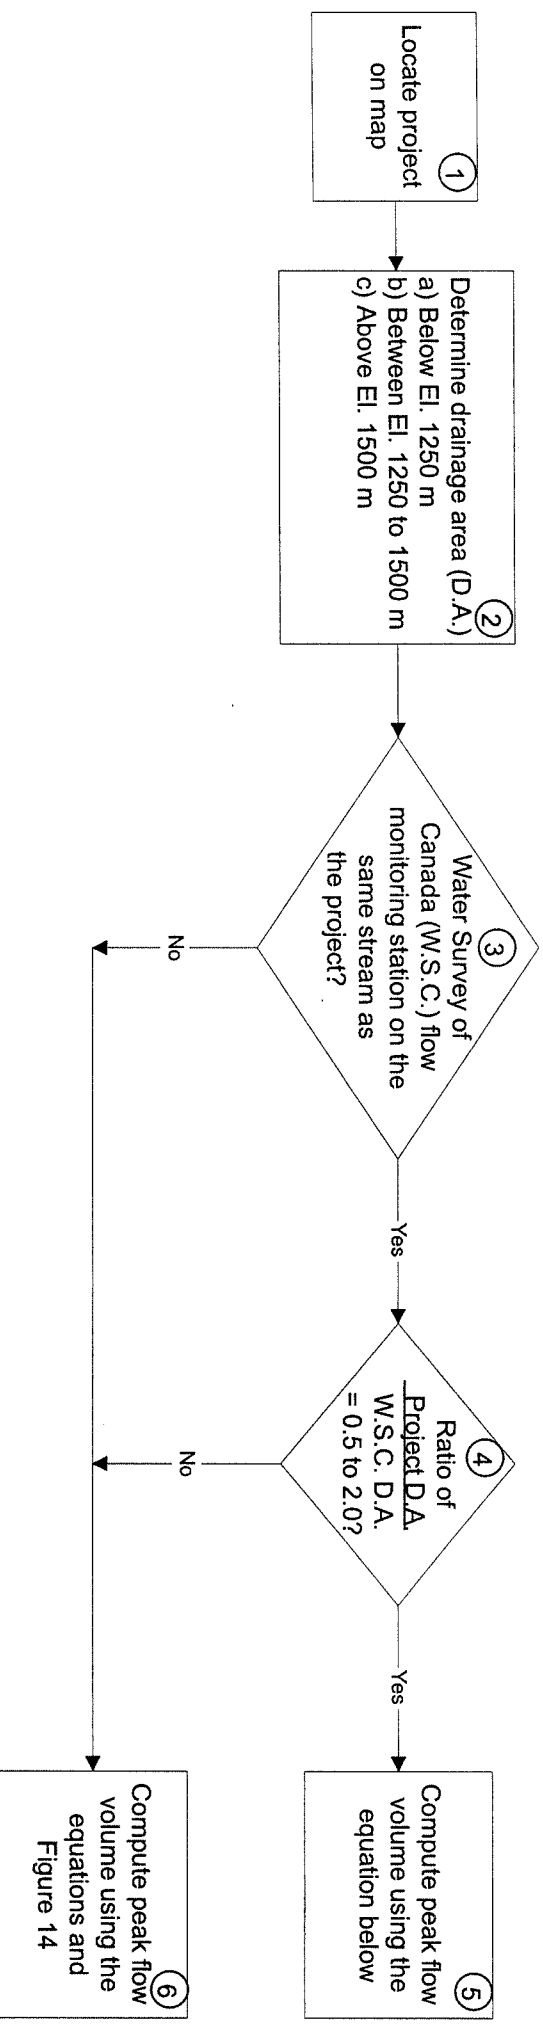 1
Locate project
on map
2
Determine drainage area (D.A.)
a) Below El. 1250 m
b) Between El. 1250 to 1500 m
c) Above El. 1500 m
3
Water Survey of
Canada (W.S.C.) flow
monitoring station on the
same stream as
the project?
Yes
No
4
Ratio of
Project D.A.
W.S.C. D.A.
= 0.5 to 2.0?
Yes
No
5
Compute peak flow
volume using the
equation below
6
Compute peak flow
volume using the
equations and
Figure 14